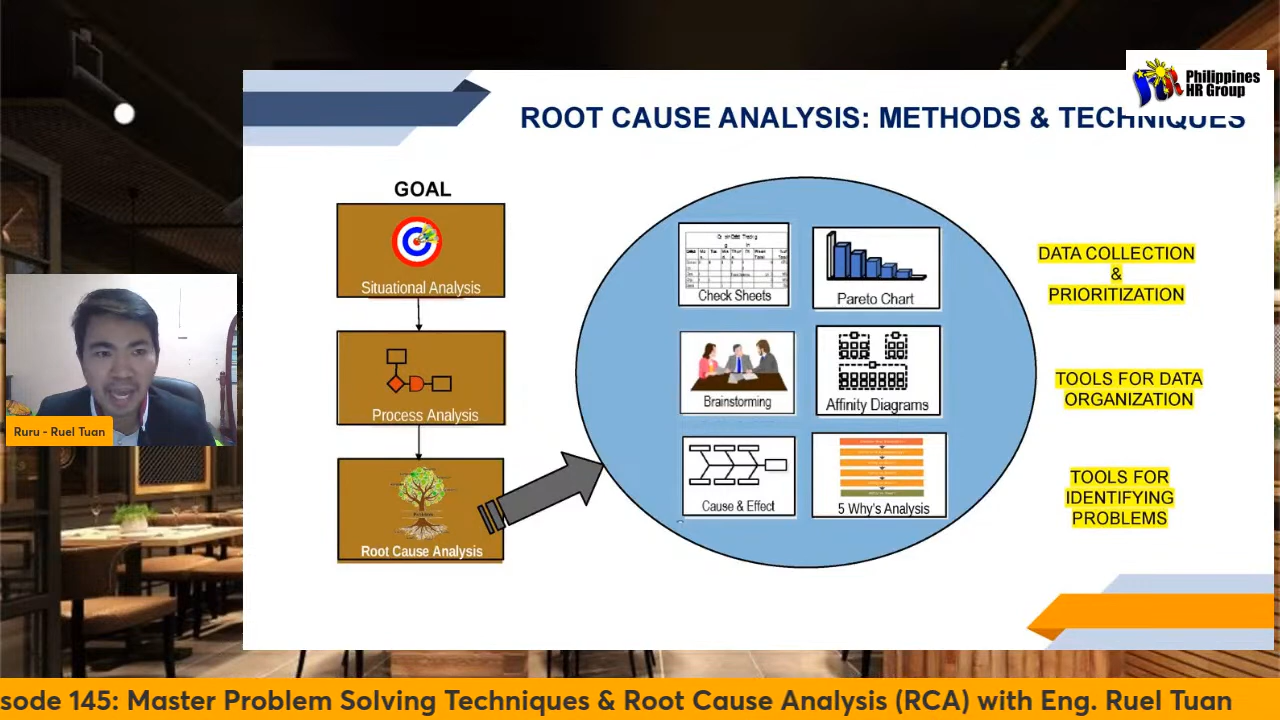 Philippines
HR Group
ROOT CAUSE ANALYSIS: METHODS & TECHNIQUES
GOAL
Situational Analysis
Process Analysis
Root Cause Analysis
Check Sheets
Pareto Chart
Brainstorming
Affinity Diagrams
Cause & Effect
5 Why's Analysis
DATA COLLECTION
&
PRIORITIZATION
TOOLS FOR DATA
ORGANIZATION
TOOLS FOR
IDENTIFYING
PROBLEMS
Ruru - Ruel Tuan
sode 145: Master Problem Solving Techniques & Root Cause Analysis (RCA) with Eng. Ruel Tuan